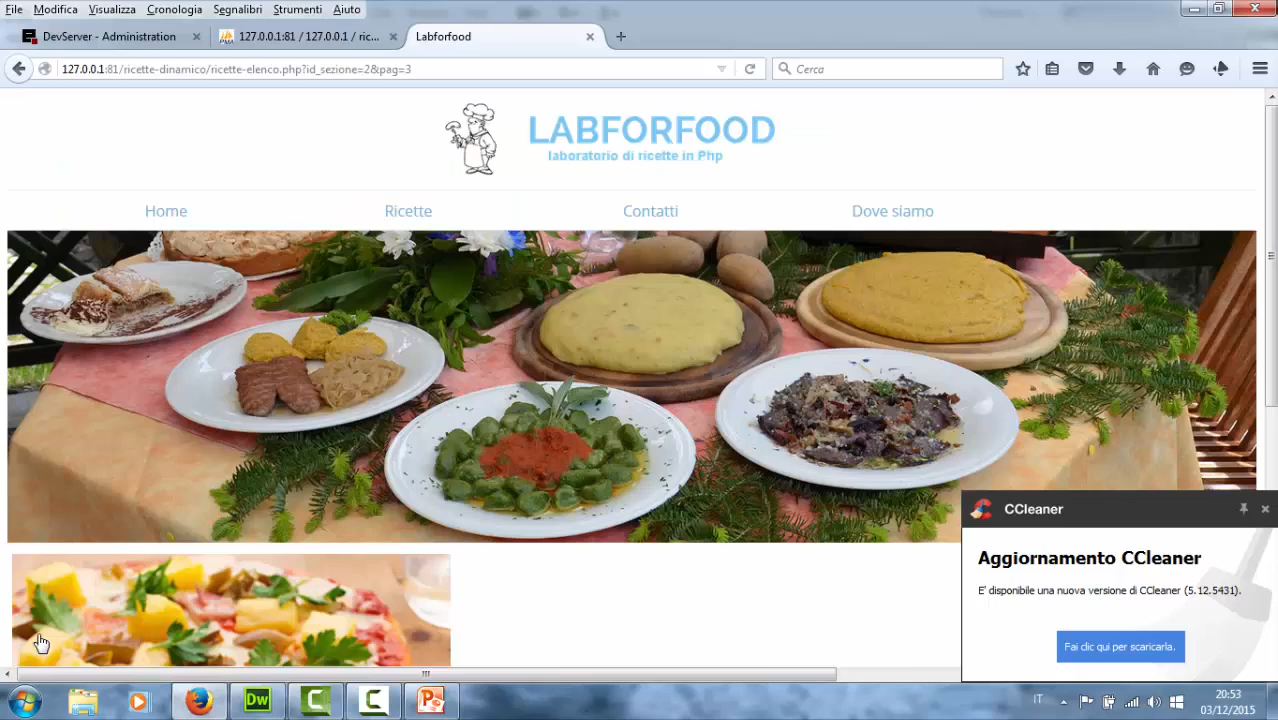 File Modifica Visualizza Cronologia Segnalibri Strumenti Aiuto
DevServer - Administration
127.0.0.1:81 / 127.0.0.1 / ric...
Labforfood
127.0.0.1:81/ricette-dinamico/ricette-elenco.php?id_sezione=2&pag=3
Cerca
LABFORFOOD
laboratorio di ricette in Php
Home Ricette Contatti Dove siamo
CCleaner
Aggiornamento CCleaner
E' disponibile una nuova versione di CCleaner (5.12.5431).
Fai clic qui per scaricarla.
Dw
IT
20:53
03/12/2015